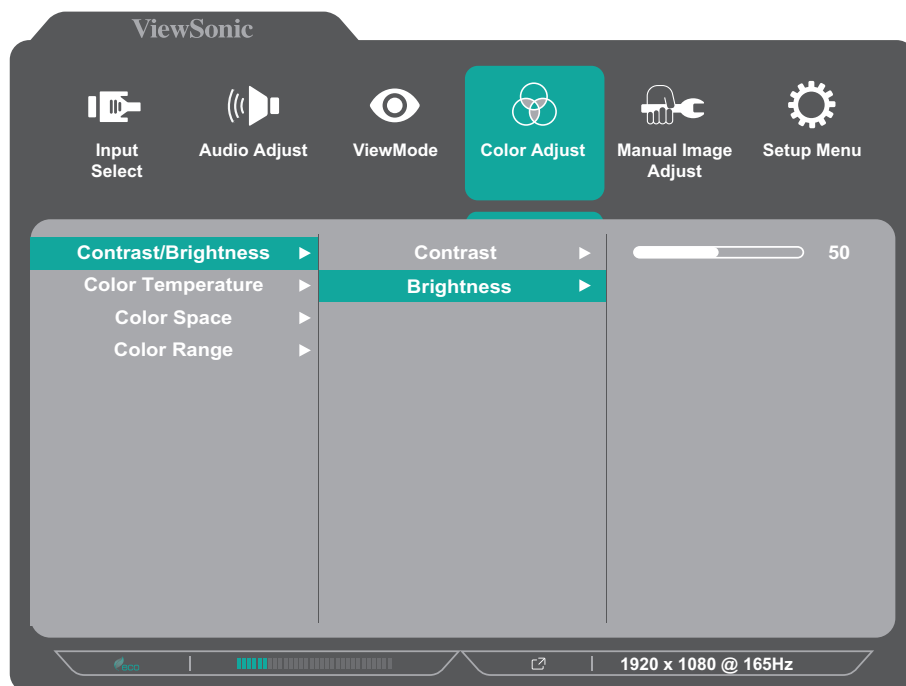 ViewSonic
Input
Select
Audio Adjust
ViewMode
Color Adjust
Manual Image
Adjust
Setup Menu
Contrast/Brightness
Contrast
50
Color Temperature
Brightness
Color Space
Color Range
eco
1920 x 1080 @ 165Hz